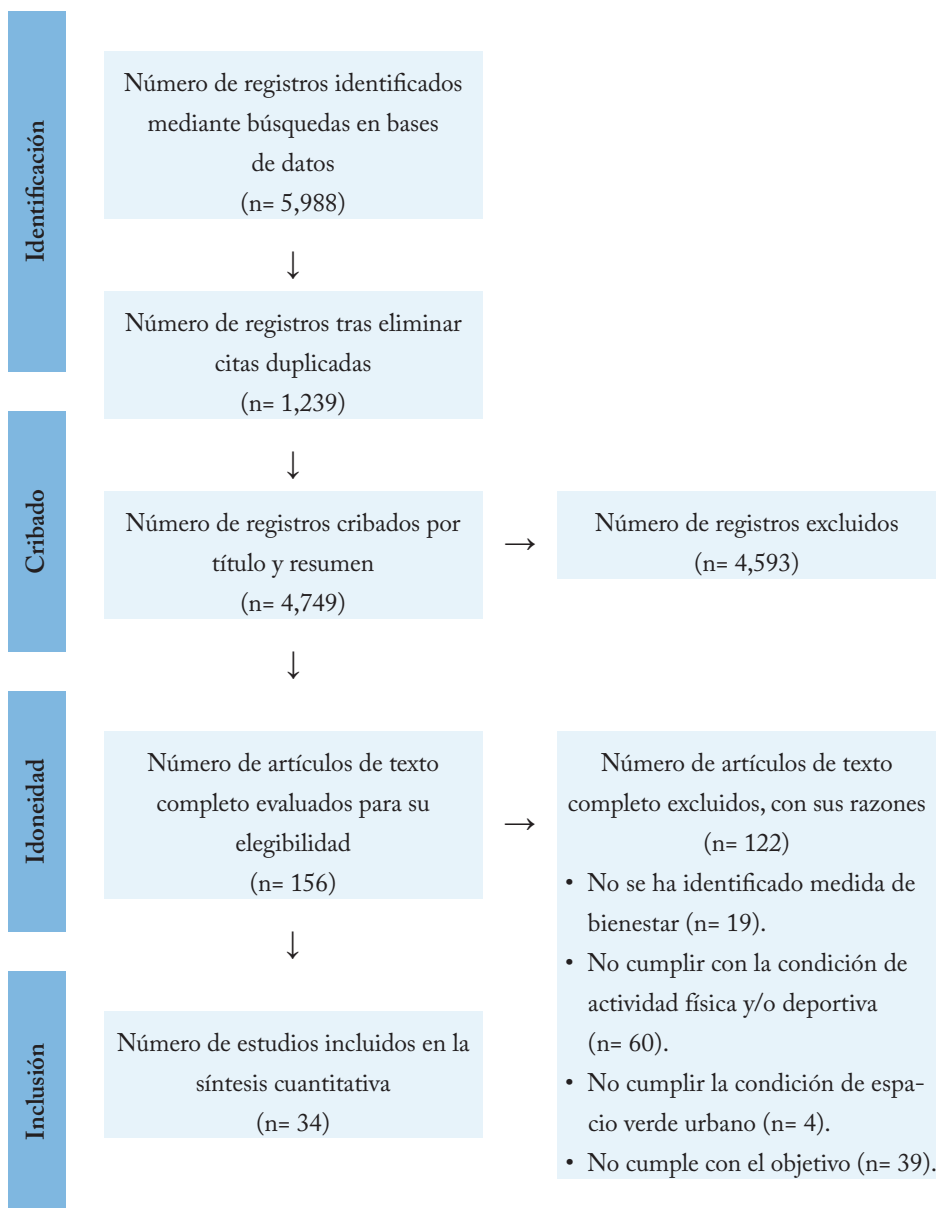 Identificación
Número de registros identificados
mediante búsquedas en bases
de datos
(n= 5,988)
↓
Número de registros tras eliminar
citas duplicadas
(n= 1,239)
↓
Cribado
Número de registros cribados por
título y resumen
(n= 4,749)
→
Número de registros excluidos
(n= 4,593)
↓
Idoneidad
Número de artículos de texto
completo evaluados para su
elegibilidad
(n= 156)
→
Número de artículos de texto
completo excluidos, con sus razones
(n= 122)
• No se ha identificado medida de
bienestar (n= 19).
• No cumplir con la condición de
actividad física y/o deportiva
(n= 60).
• No cumplir la condición de espa-
cio verde urbano (n= 4).
• No cumple con el objetivo (n= 39).
↓
Inclusión
Número de estudios incluidos en la
síntesis cuantitativa
(n= 34)